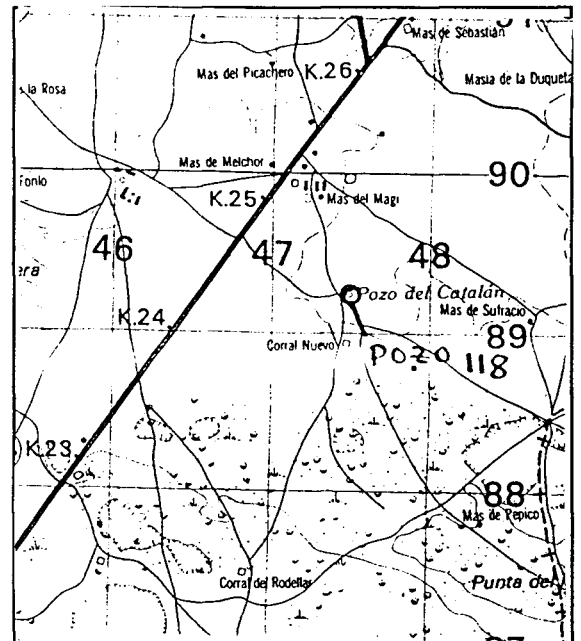 Mas de Sebastián
Mas del Picachero
K.26
Masia de la Duqueta
la Rosa
Mas de Melchor
90
K.25
Mas del Magi
46
47
48
Pozo del Catalán
Mas de Sufracio
K.24
89
Corral Nuevo
POZO 118
K.23
88
Mas de Pepico
Corral del Rodellar
Punta del